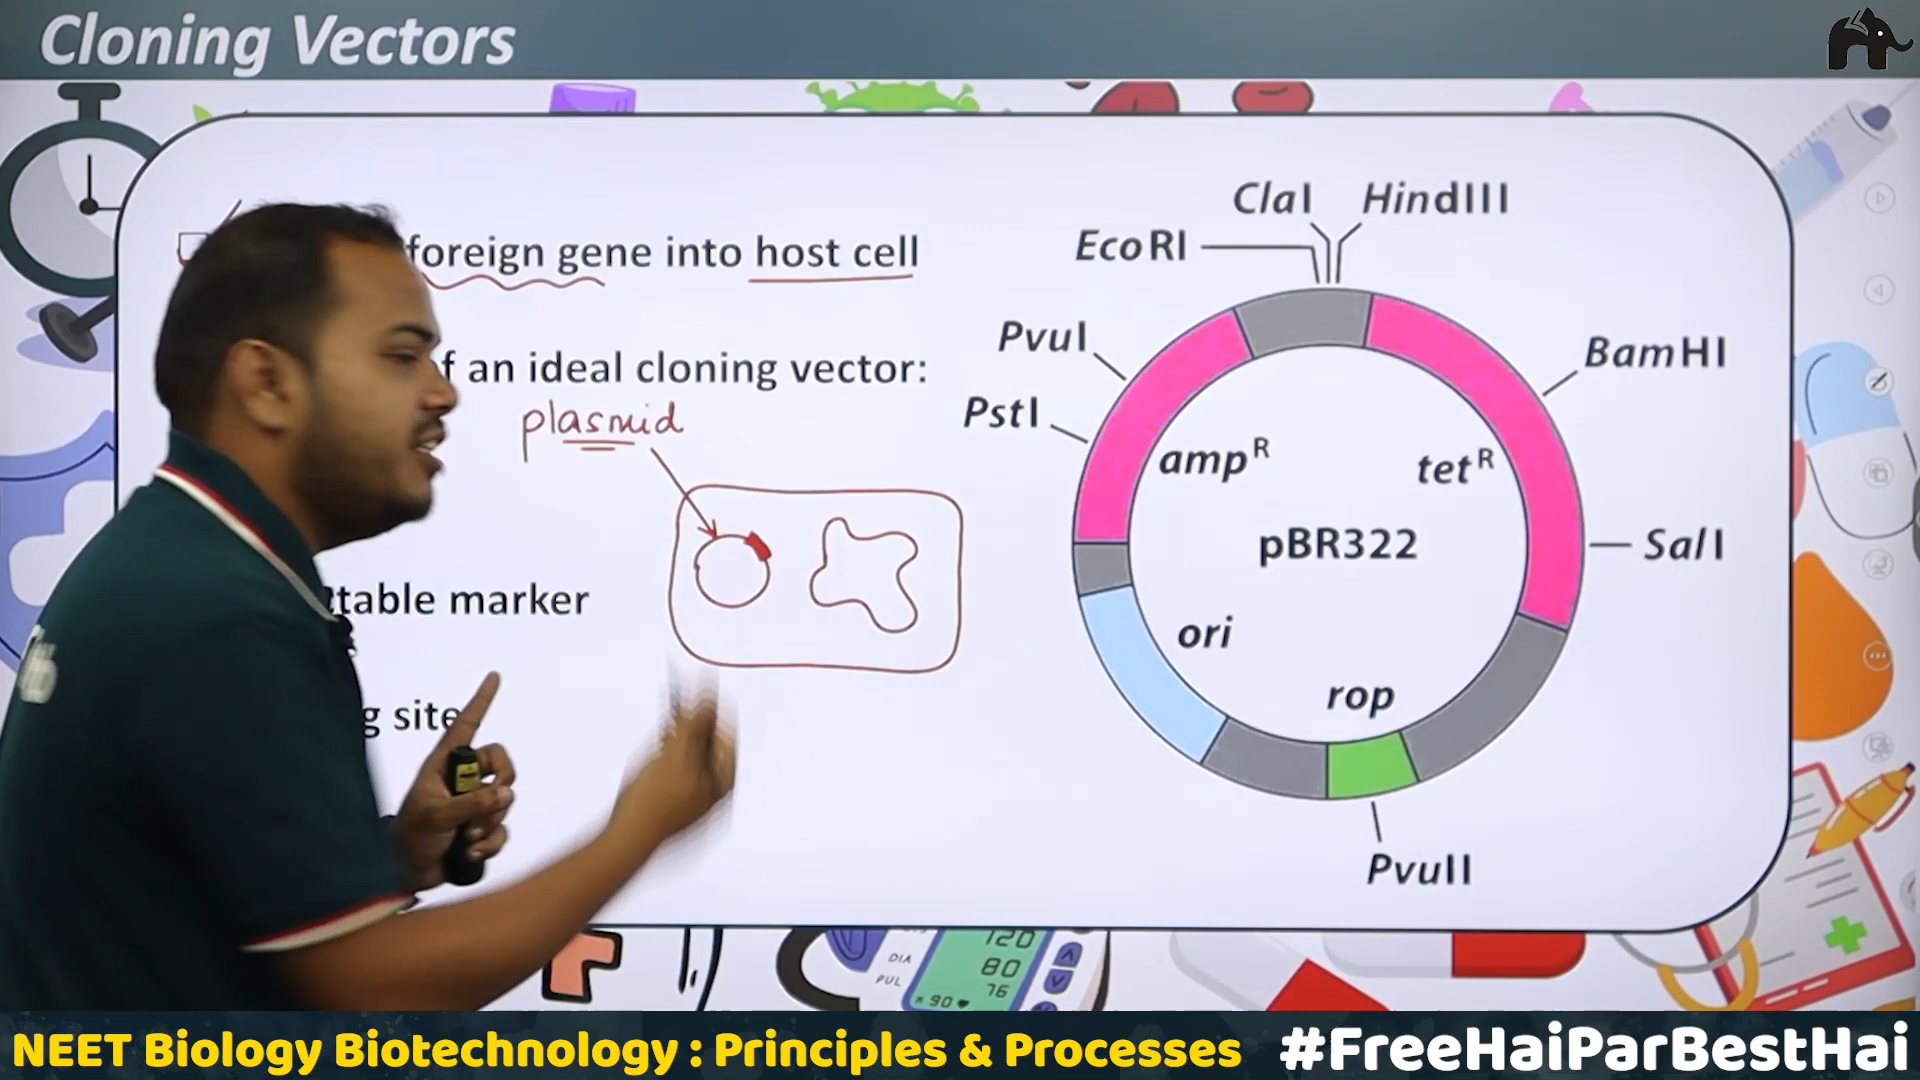 Cloning Vectors
foreign gene into host cell
f an ideal cloning vector:
plasmid
table marker
g site
ClaI HindIII
EcoRI
PvuI
BamHI
PstI
ampR
tetR
pBR322
SalI
ori
rop
PvuII
120
DIA
80
PUL
76
90
NEET Biology Biotechnology : Principles & Processes #FreeHaiParBestHai